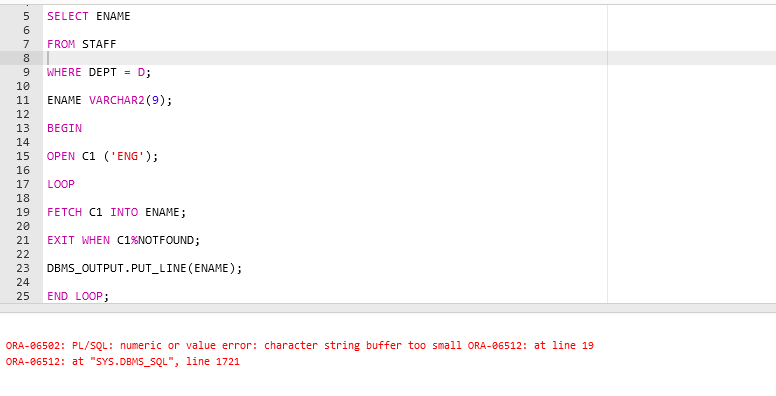 5 SELECT ENAME
6
7 FROM STAFF
8
9 WHERE DEPT = D;
10
11 ENAME VARCHAR2(9);
12
13 BEGIN
14
15 OPEN C1 ('ENG');
16
17 LOOP
18
19 FETCH C1 INTO ENAME;
20
21 EXIT WHEN C1%NOTFOUND;
22
23 DBMS_OUTPUT.PUT_LINE(ENAME);
24
25 END LOOP;
ORA-06502: PL/SQL: numeric or value error: character string buffer too small ORA-06512: at line 19
ORA-06512: at "SYS.DBMS_SQL", line 1721